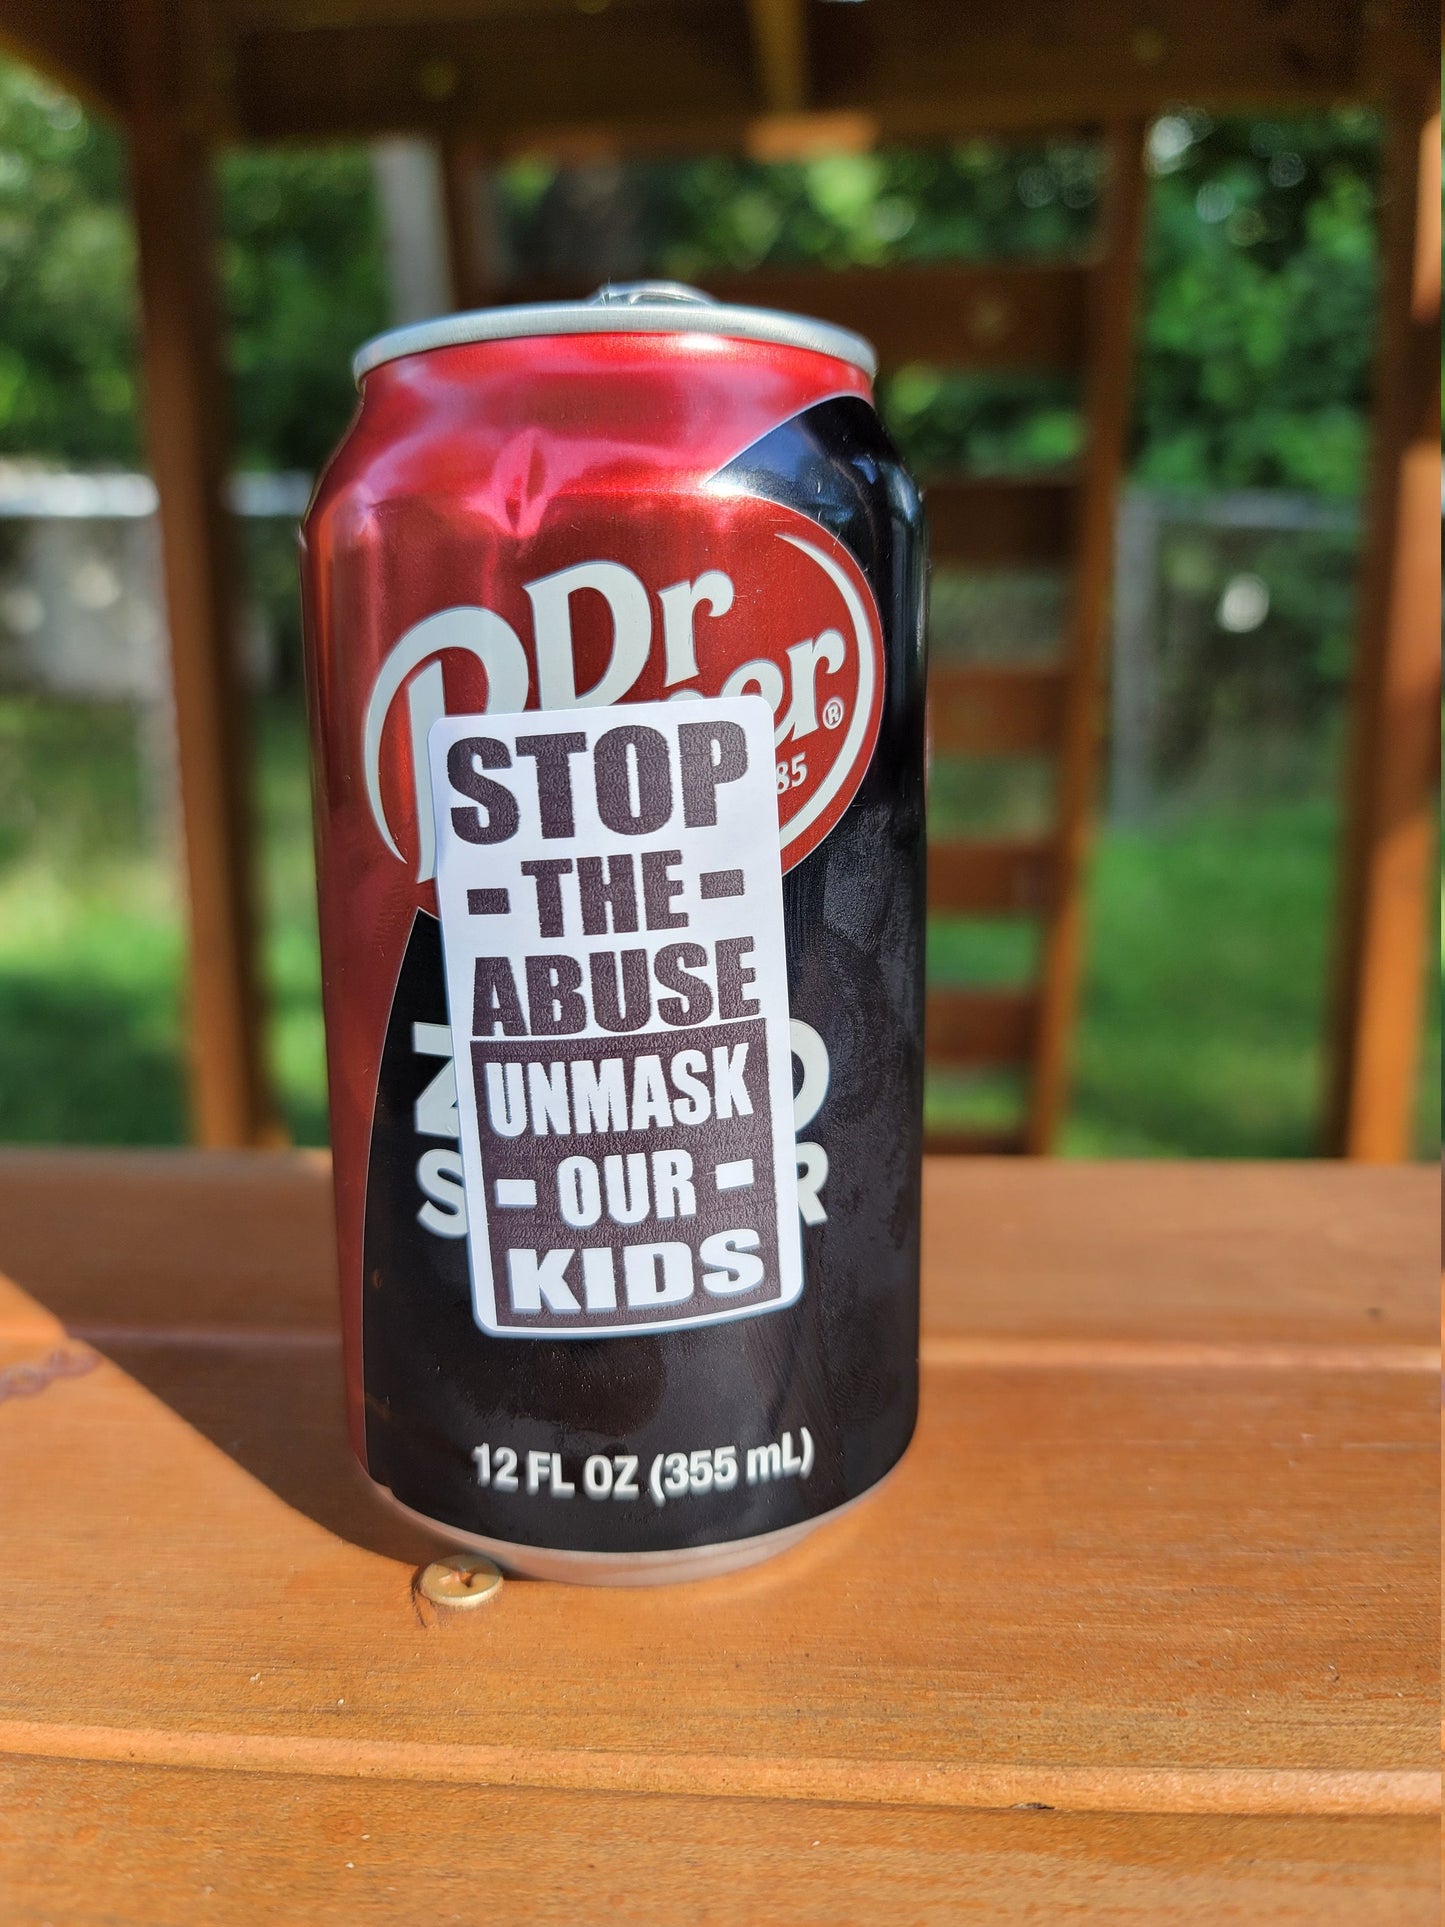 Dr
STOP
- THE -
ABUSE
UNMASK
- OUR -
KIDS
12 FL OZ (355 mL)